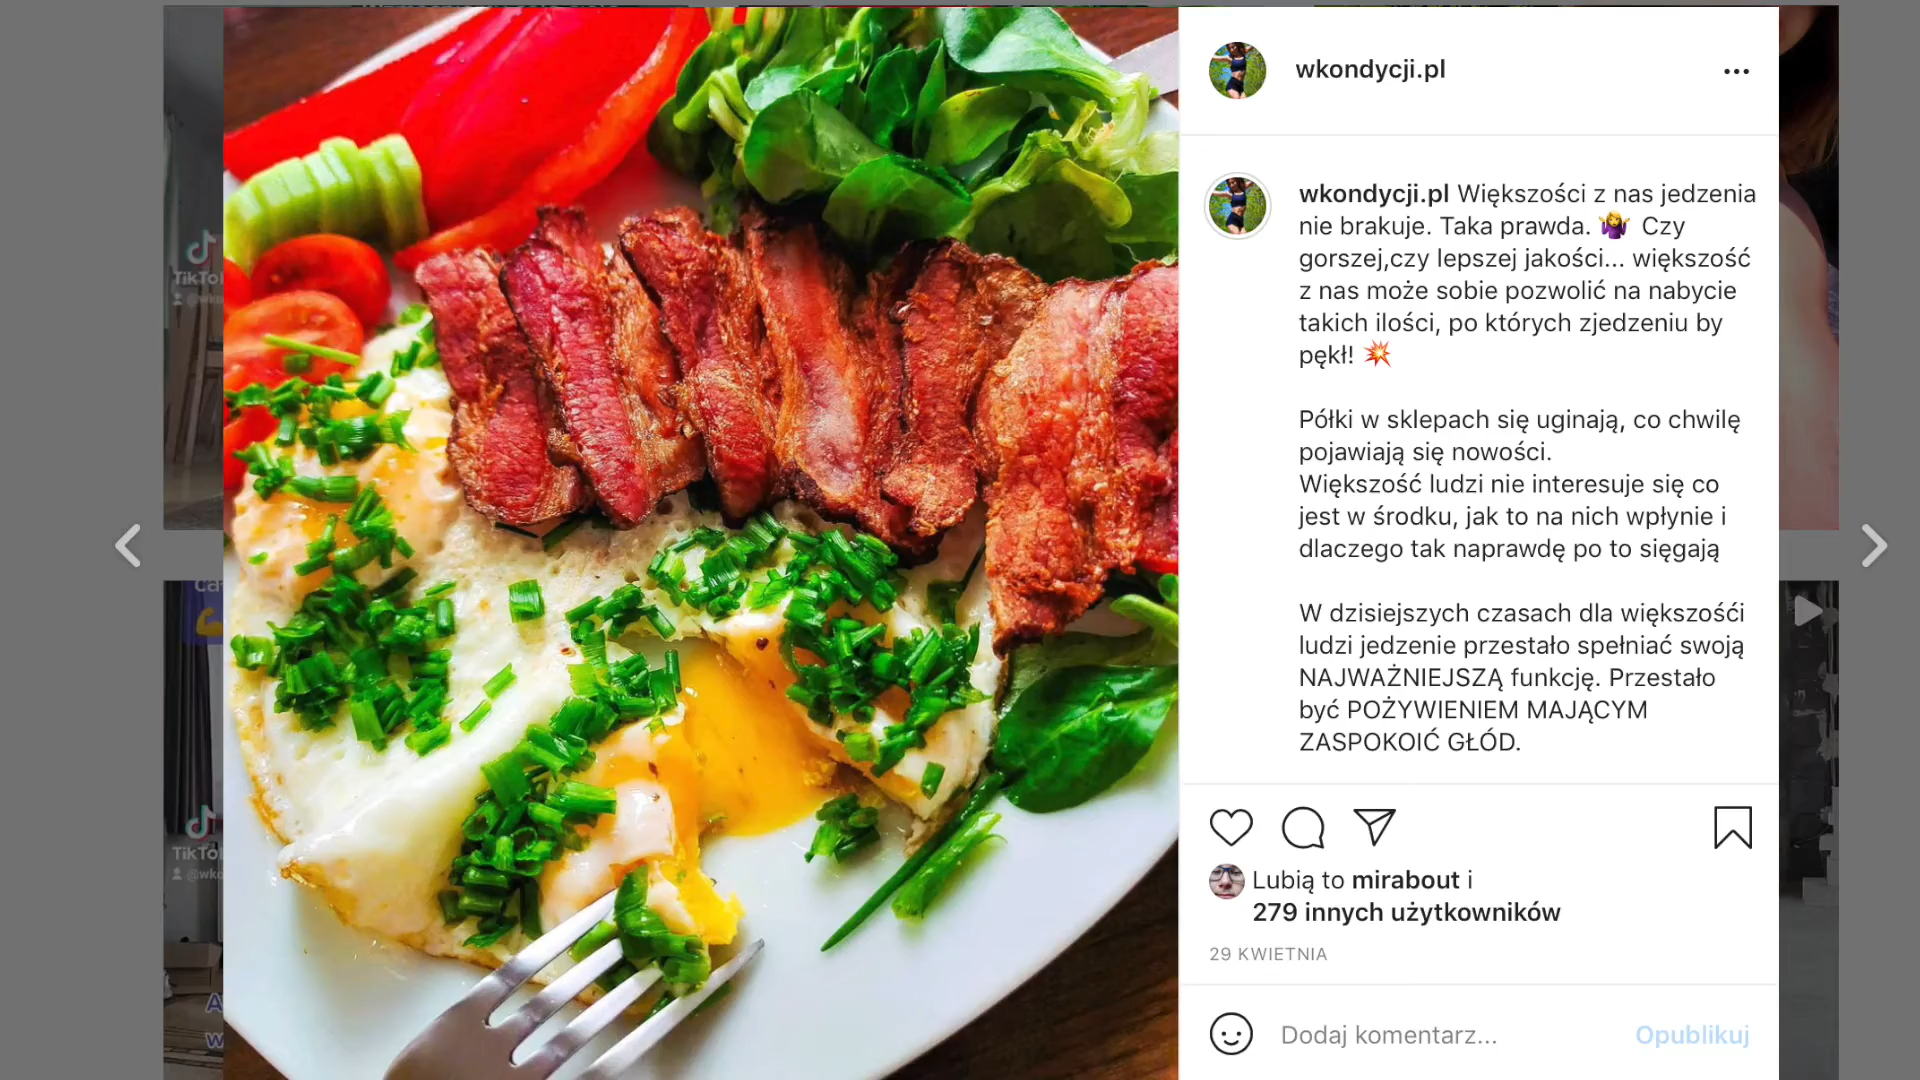 wkondycji.pl
wkondycji.pl Większości z nas jedzenia
nie brakuje. Taka prawda. 🤷‍♀️ Czy
gorszej,czy lepszej jakości... większość
z nas może sobie pozwolić na nabycie
takich ilości, po których zjedzeniu by
pękł! 💥
Półki w sklepach się uginają, co chwilę
pojawiają się nowości.
Większość ludzi nie interesuje się co
jest w środku, jak to na nich wpłynie i
dlaczego tak naprawdę po to sięgają
W dzisiejszych czasach dla większośći
ludzi jedzenie przestało spełniać swoją
NAJWAŻNIEJSZĄ funkcję. Przestało
być POŻYWIENIEM MAJĄCYM
ZASPOKOIĆ GŁÓD.
Lubią to mirabout i
279 innych użytkowników
29 KWIETNIA
Dodaj komentarz...
Opublikuj